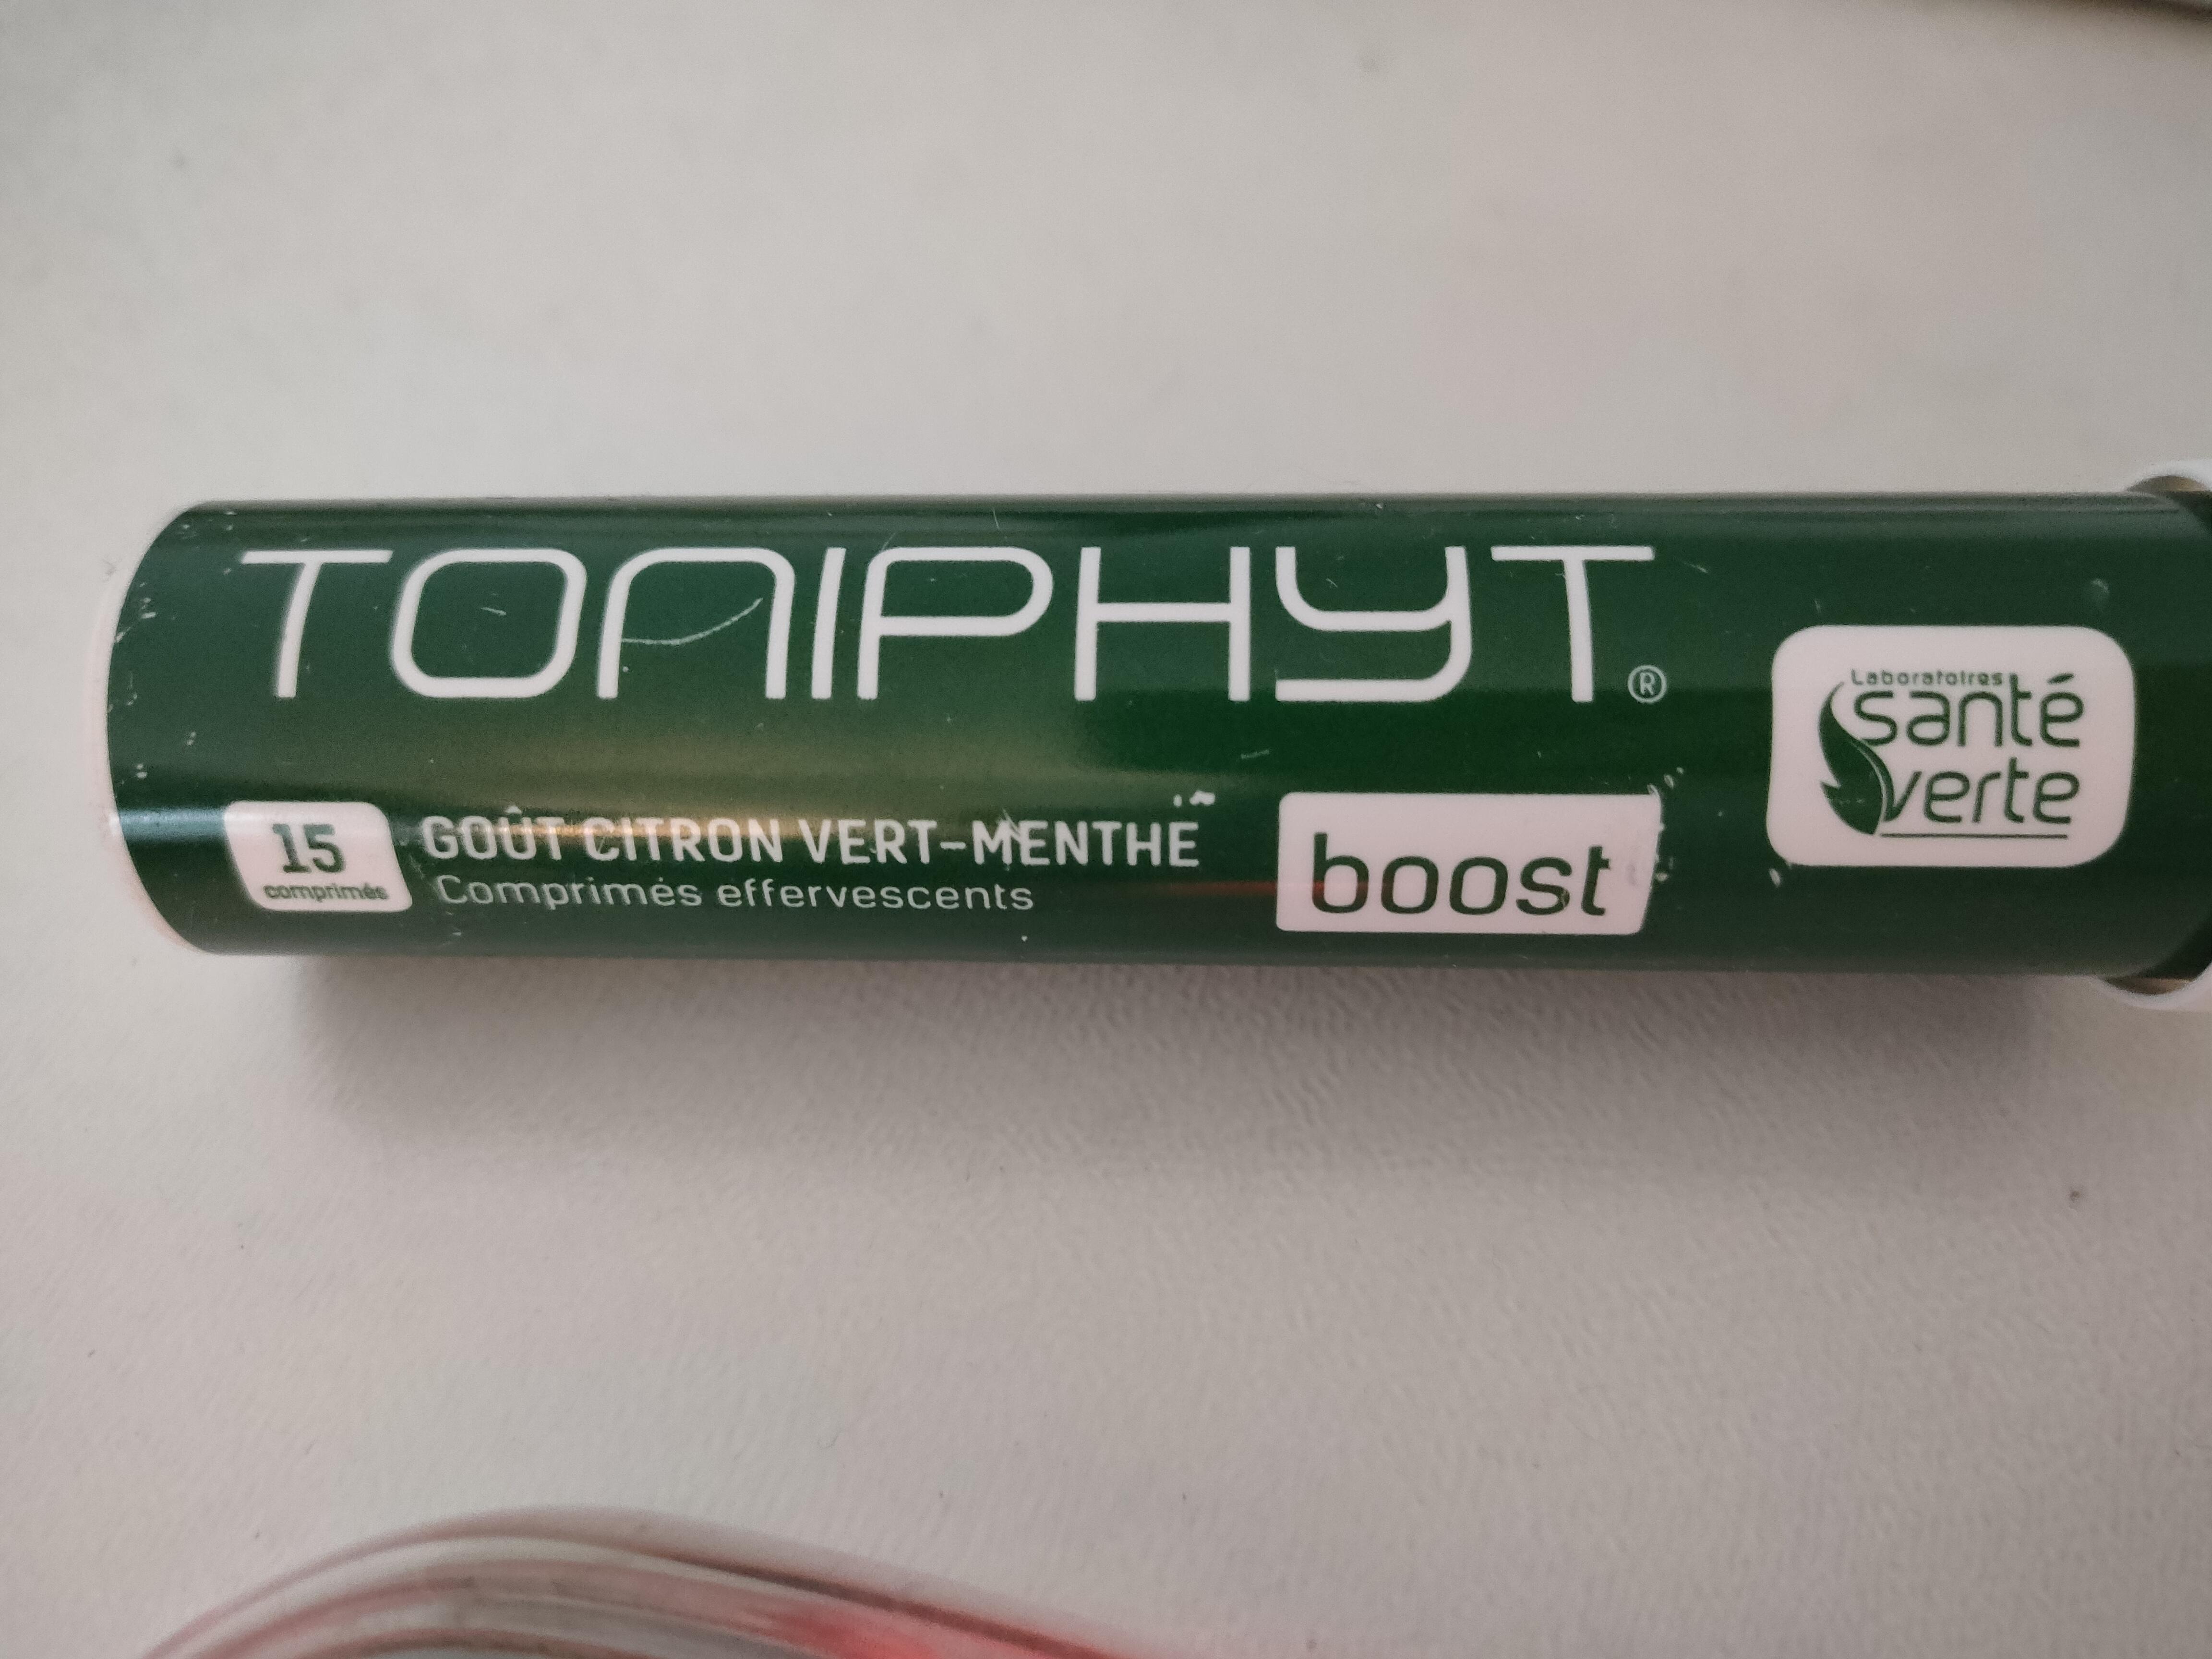 TONIPHYT®
Laboratoires
santé
verte
15
comprimés
GOÛT CITRON VERT-MENTHE
Comprimés effervescents
boost